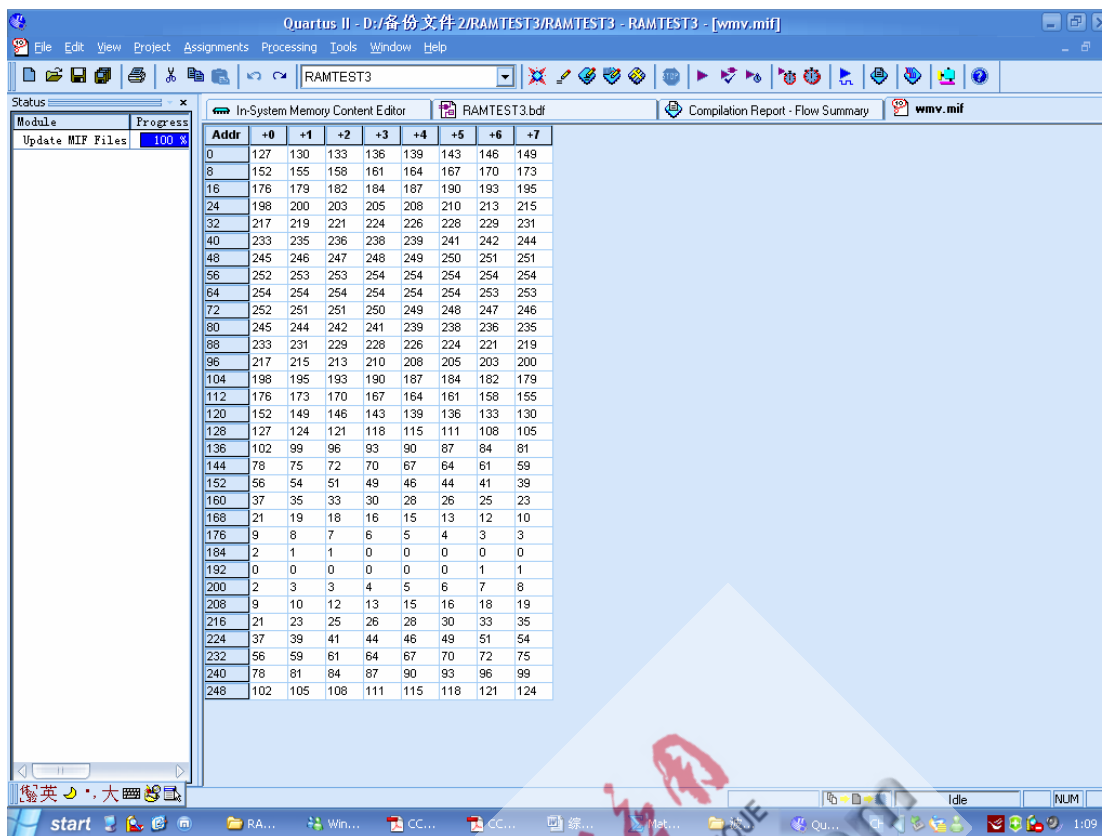 Quartus II - D:/备份文件2/RAMTEST3/RAMTEST3 - RAMTEST3 - [wmv.mif]
File Edit View Project Assignments Processing Tools Window Help
RAMTEST3
Status
Module Progress
Update MIF Files 100 %
In-System Memory Content Editor RAMTEST3.bdf Compilation Report - Flow Summary wmv.mif
Addr +0 +1 +2 +3 +4 +5 +6 +7
0 127 130 133 136 139 143 146 149
8 152 155 158 161 164 167 170 173
16 176 179 182 184 187 190 193 195
24 198 200 203 205 208 210 213 215
32 217 219 221 224 226 228 229 231
40 233 235 236 238 239 241 242 244
48 245 246 247 248 249 250 251 251
56 252 253 253 254 254 254 254 254
64 254 254 254 254 254 254 253 253
72 252 251 251 250 249 248 247 246
80 245 244 242 241 239 238 236 235
88 233 231 229 228 226 224 221 219
96 217 215 213 210 208 205 203 200
104 198 195 193 190 187 184 182 179
112 176 173 170 167 164 161 158 155
120 152 149 146 143 139 136 133 130
128 127 124 121 118 115 111 108 105
136 102 99 96 93 90 87 84 81
144 78 75 72 70 67 64 61 59
152 56 54 51 49 46 44 41 39
160 37 35 33 30 28 26 25 23
168 21 19 18 16 15 13 12 10
176 9 8 7 6 5 4 3 3
184 2 1 1 0 0 0 0 0
192 0 0 0 0 0 0 1 1
200 2 3 3 4 5 6 7 8
208 9 10 12 13 15 16 18 19
216 21 23 25 26 28 30 33 35
224 37 39 41 44 46 49 51 54
232 56 59 61 64 67 70 72 75
240 78 81 84 87 90 93 96 99
248 102 105 108 111 115 118 121 124
英 大
Idle NUM
start RA... Win... CC... CC... 综... Mat... Qu... CH 1:09